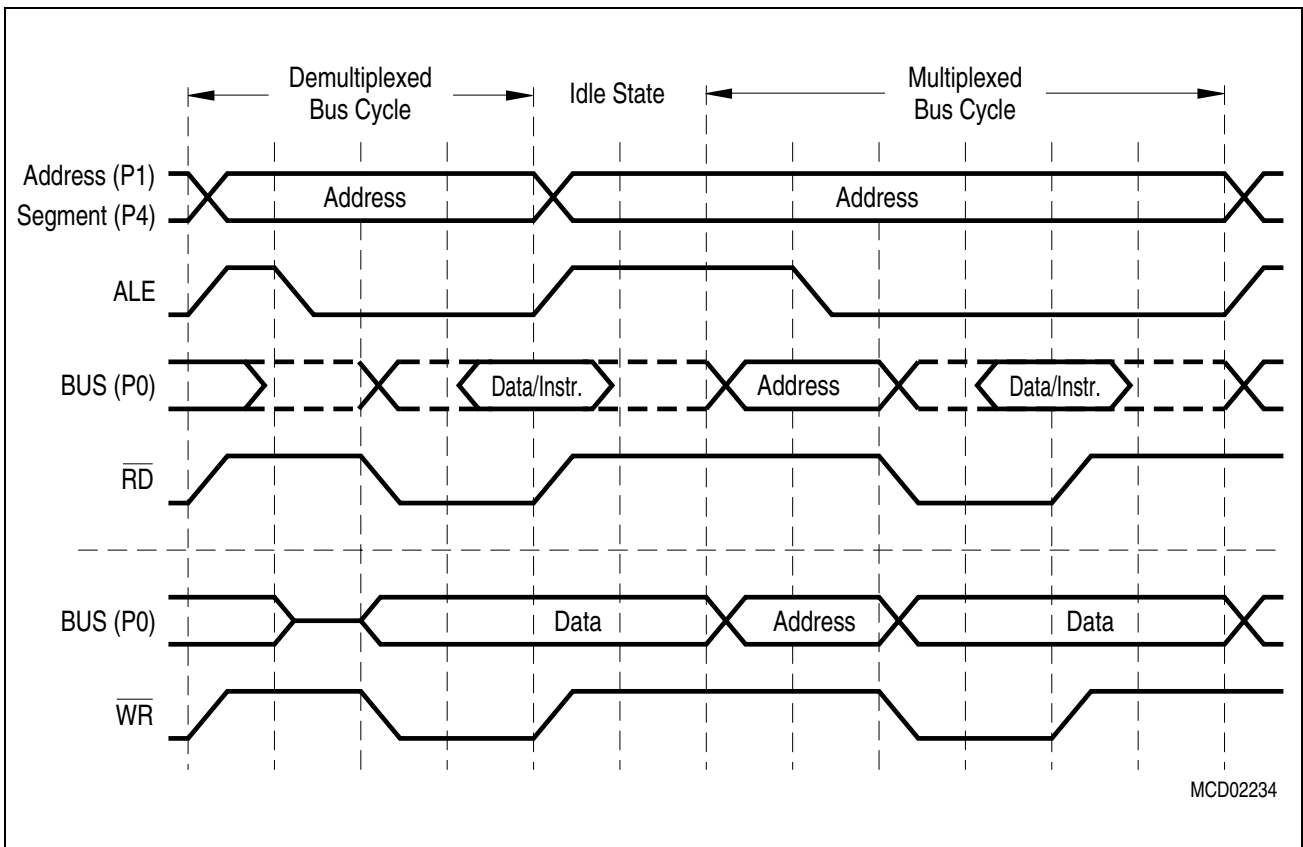 Demultiplexed
Bus Cycle
Idle State
Multiplexed
Bus Cycle
Address (P1)
Segment (P4)
Address
Address
ALE
BUS (P0)
Data/Instr.
Address
Data/Instr.
RD
BUS (P0)
Data
Address
Data
WR
MCD02234